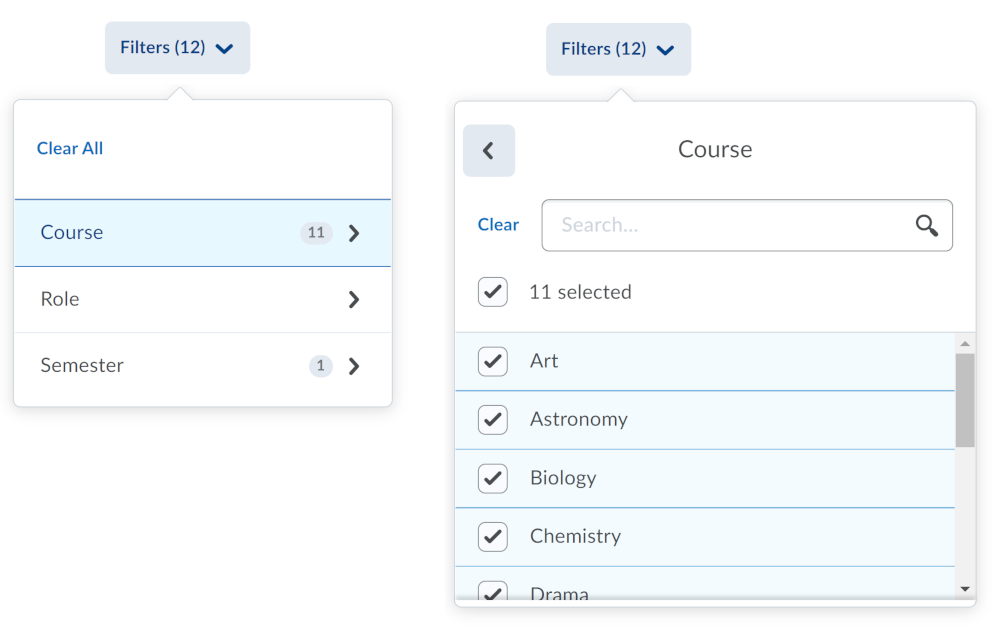 Filters (12)
Clear All
Course 11
Role
Semester 1
Filters (12)
Course
Clear
Search...
11 selected
Art
Astronomy
Biology
Chemistry
Drama